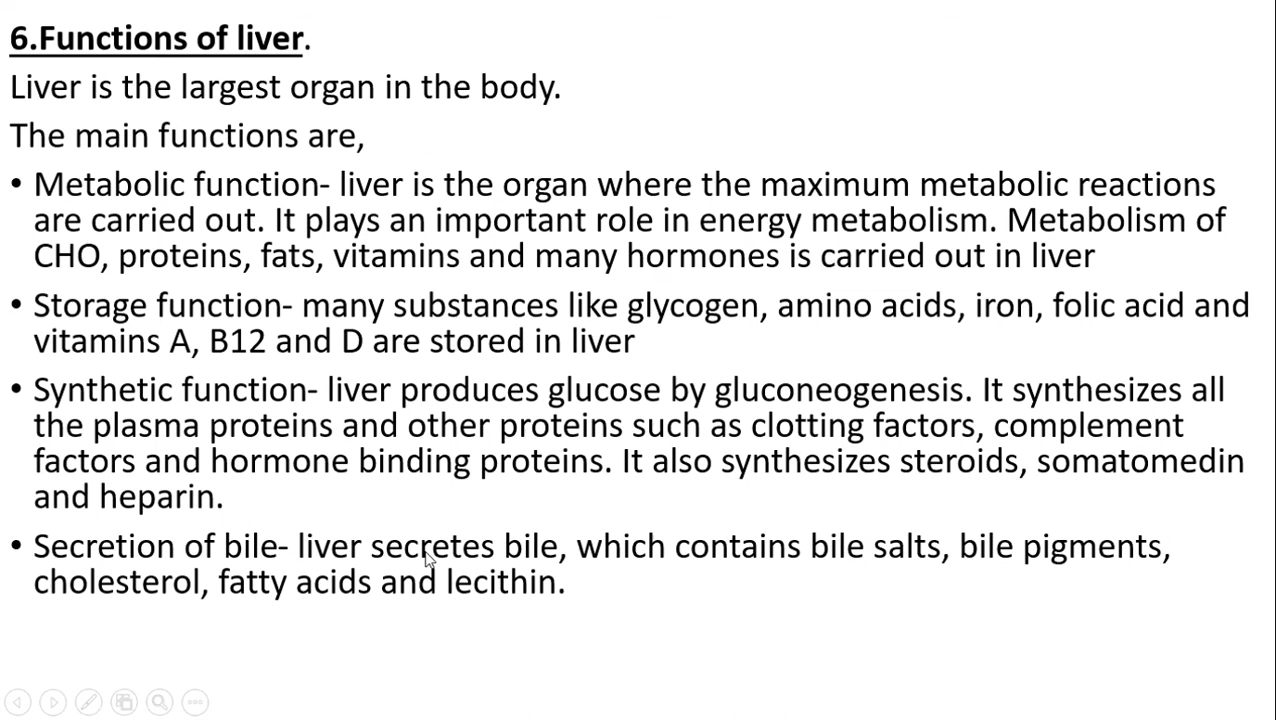 6.Functions of liver.
Liver is the largest organ in the body.
The main functions are,
• Metabolic function- liver is the organ where the maximum metabolic reactions
are carried out. It plays an important role in energy metabolism. Metabolism of
CHO, proteins, fats, vitamins and many hormones is carried out in liver
• Storage function- many substances like glycogen, amino acids, iron, folic acid and
vitamins A, B12 and D are stored in liver
• Synthetic function- liver produces glucose by gluconeogenesis. It synthesizes all
the plasma proteins and other proteins such as clotting factors, complement
factors and hormone binding proteins. It also synthesizes steroids, somatomedin
and heparin.
• Secretion of bile- liver secretes bile, which contains bile salts, bile pigments,
cholesterol, fatty acids and lecithin.